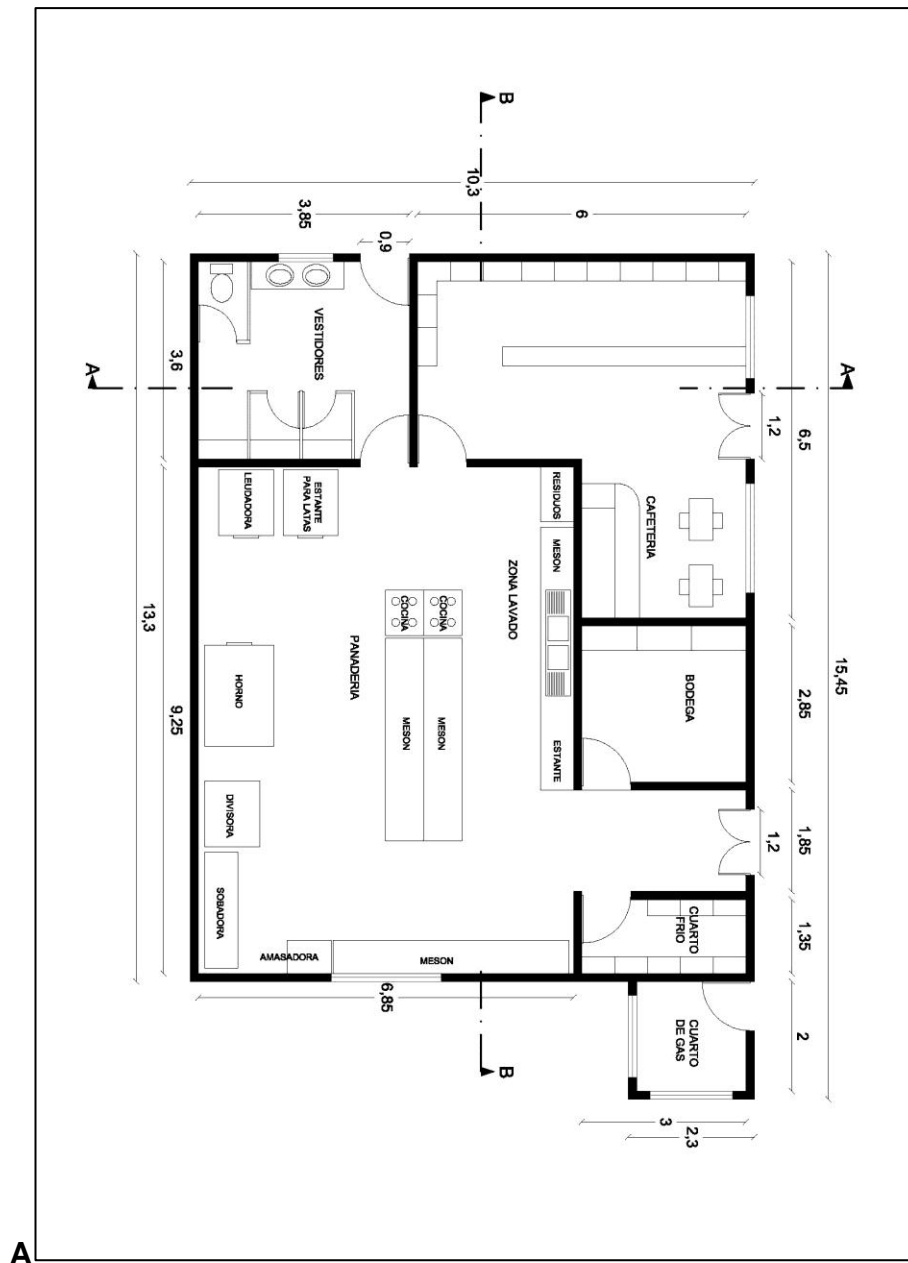 B
10,3
3,85
6
0,9
VESTIDORES
3,6
A
A
1,2
6,5
LEUDADORA
ESTANTE
PARA LATAS
RESIDUOS
MESON
CAFETERIA
ZONA LAVADO
COCINA
COCINA
PANADERIA
13,3
15,45
HORNO
9,25
MESON
MESON
ESTANTE
BODEGA
2,85
DIVISORA
1,2
1,85
SOBADORA
CUARTO
FRIO
1,35
AMASADORA
MESON
6,85
CUARTO
DE GAS
2
B
3
2,3
A